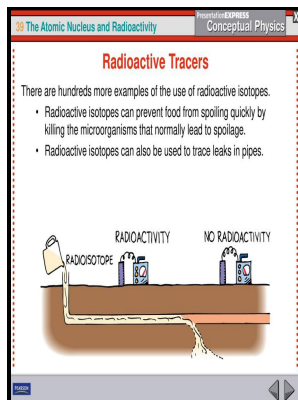 PresentationEXPRESS
39 The Atomic Nucleus and Radioactivity
Conceptual Physics
X
Radioactive Tracers
There are hundreds more examples of the use of radioactive isotopes.
• Radioactive isotopes can prevent food from spoiling quickly by
killing the microorganisms that normally lead to spoilage.
• Radioactive isotopes can also be used to trace leaks in pipes.
RADIOACTIVITY
NO RADIOACTIVITY
RADIOISOTOPE
PEARSON